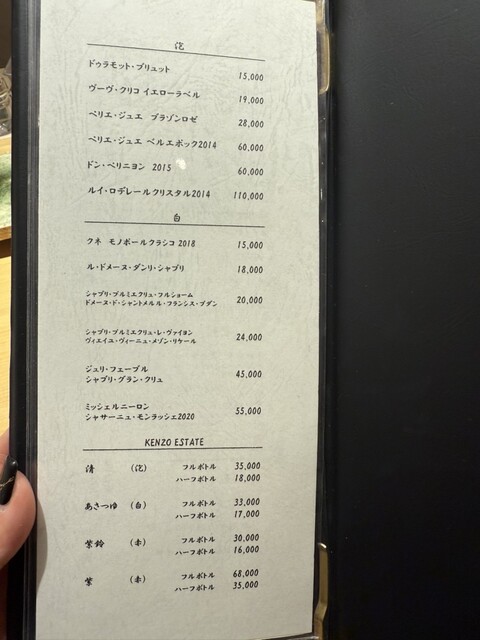 泡
ドゥラモット・ブリュット 15,000
ヴーヴ・クリコ イエローラベル 19,000
ペリエ・ジュエ ブラゾンロゼ 28,000
ペリエ・ジュエ ベルエポック2014 60,000
ドン・ペリニヨン 2015 60,000
ルイ・ロデレールクリスタル2014 110,000
白
クネ モノポールクラシコ 2018 15,000
ル・ドメーヌ・ダンリ・シャブリ 18,000
シャブリ・プルミエクリュ・フルショーム
ドメーヌ・ド・シャントメルル・フランシス・ブダン 20,000
シャブリ・プルミエクリュ・レ・ヴァイヨン
ヴィエイユ・ヴィーニュ・メゾン・リケール 24,000
ジュリ・フェーブル
シャブリ・グラン・クリュ 45,000
ミッシェルニーロン
シャサーニュ・モンラッシェ2020 55,000
KENZO ESTATE
清 (泡) フルボトル 35,000
ハーフボトル 18,000
あさつゆ (白) フルボトル 33,000
ハーフボトル 17,000
紫鈴 (赤) フルボトル 30,000
ハーフボトル 16,000
紫 (赤) フルボトル 68,000
ハーフボトル 35,000